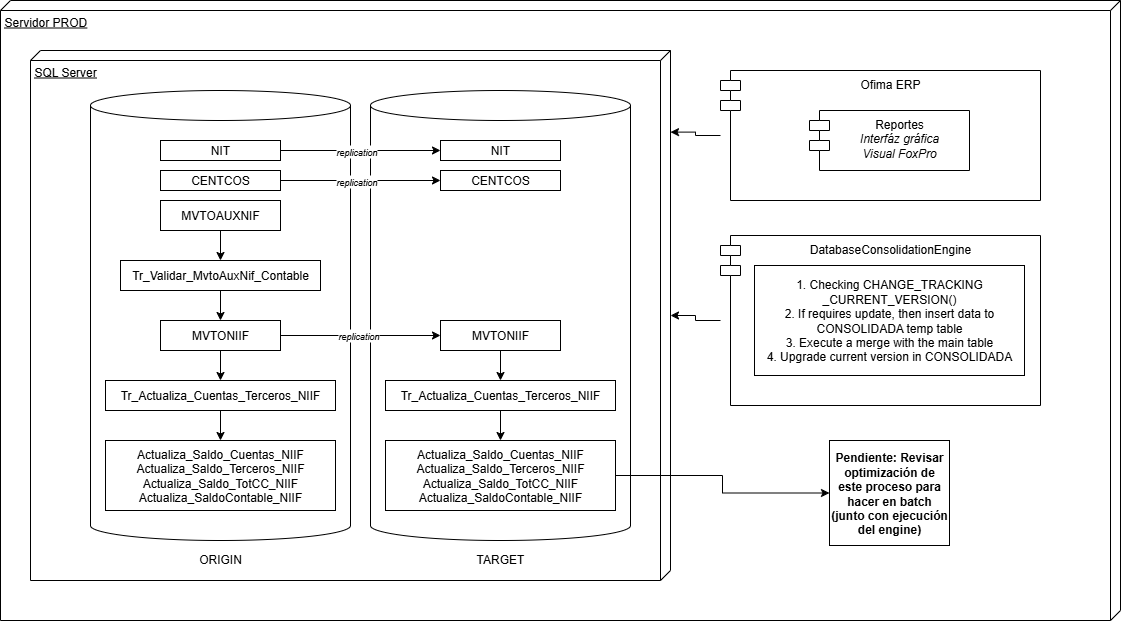 Servidor PROD
SQL Server
NIT
replication
NIT
CENTCOS
replication
CENTCOS
MVTOAUXNIF
Tr_Validar_MvtoAuxNif_Contable
MVTONIIF
replication
MVTONIIF
Tr_Actualiza_Cuentas_Terceros_NIIF
Tr_Actualiza_Cuentas_Terceros_NIIF
Actualiza_Saldo_Cuentas_NIIF
Actualiza_Saldo_Terceros_NIIF
Actualiza_Saldo_TotCC_NIIF
Actualiza_SaldoContable_NIIF
Actualiza_Saldo_Cuentas_NIIF
Actualiza_Saldo_Terceros_NIIF
Actualiza_Saldo_TotCC_NIIF
Actualiza_SaldoContable_NIIF
ORIGIN
TARGET
Ofima ERP
Reportes
Interfáz gráfica
Visual FoxPro
DatabaseConsolidationEngine
1. Checking CHANGE_TRACKING
_CURRENT_VERSION()
2. If requires update, then insert data to
CONSOLIDADA temp table
3. Execute a merge with the main table
4. Upgrade current version in CONSOLIDADA
Pendiente: Revisar
optimización de
este proceso para
hacer en batch
(junto con ejecución
del engine)